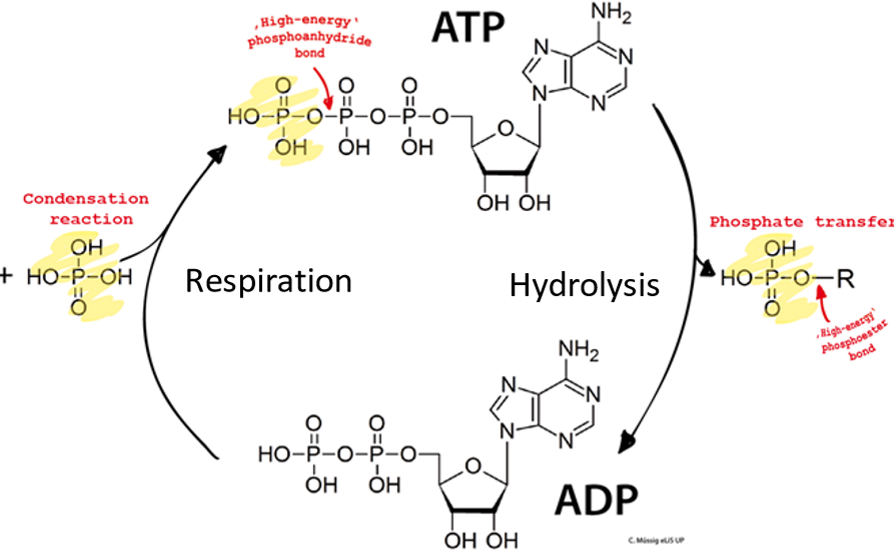 ATP
‚High-energy‘
phosphoanhydride
bond
NH₂
N
N
N
N
O
O
O
HO-P-O-P-O-P-O
OH
OH
OH
O
OH OH
Condensation
reaction
+
OH
HO-P-OH
O
Respiration
Hydrolysis
Phosphate transfer
OH
HO-P-O-R
O
‚High-energy‘
phosphoester
bond
NH₂
N
N
N
N
O
O
HO-P-O-P-O
OH
OH
O
OH OH
ADP
C. Müssig eLiS UP